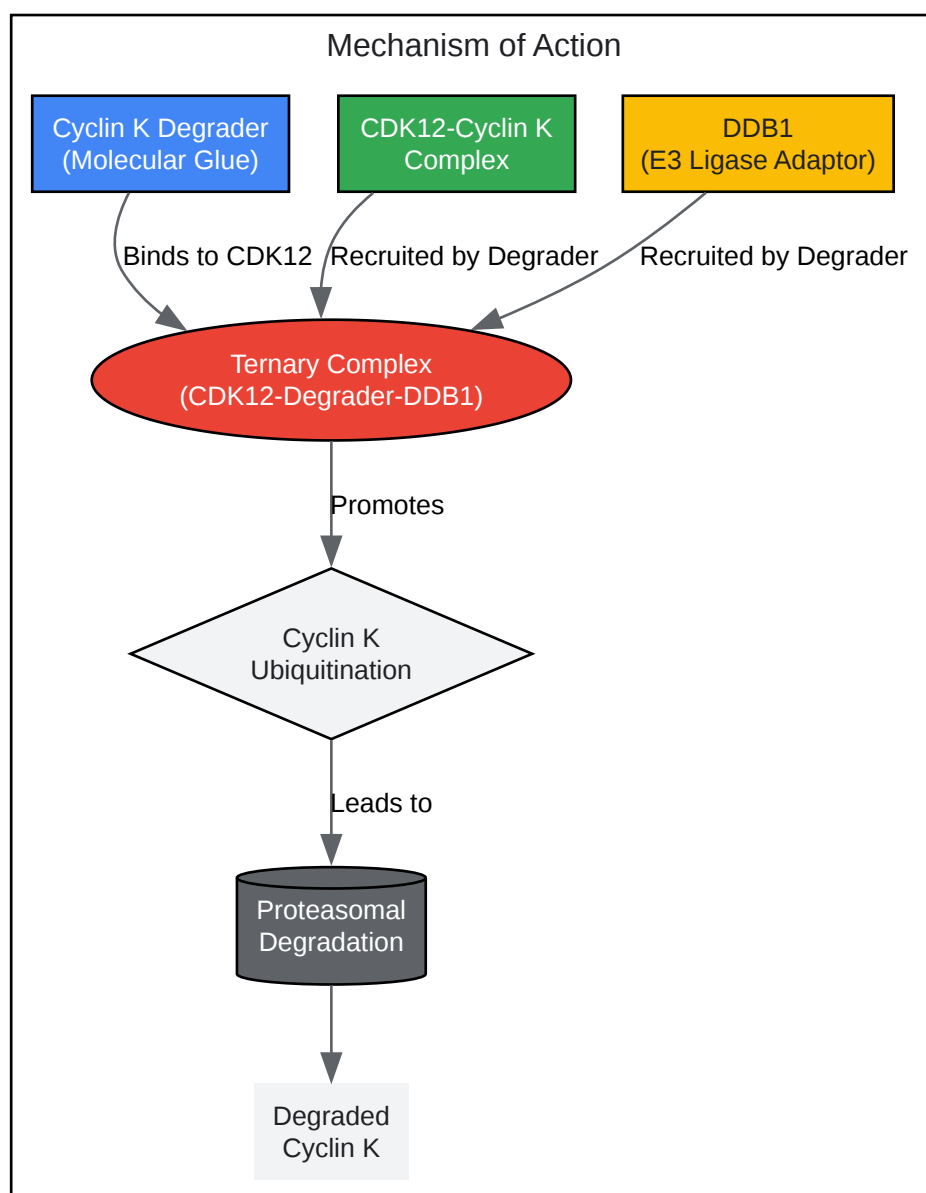 Mechanism of Action
Cyclin K Degrader
(Molecular Glue)
CDK12-Cyclin K
Complex
DDB1
(E3 Ligase Adaptor)
Binds to CDK12
Recruited by Degrader
Recruited by Degrader
Ternary Complex
(CDK12-Degrader-DDB1)
Promotes
Cyclin K
Ubiquitination
Leads to
Proteasomal
Degradation
Degraded
Cyclin K